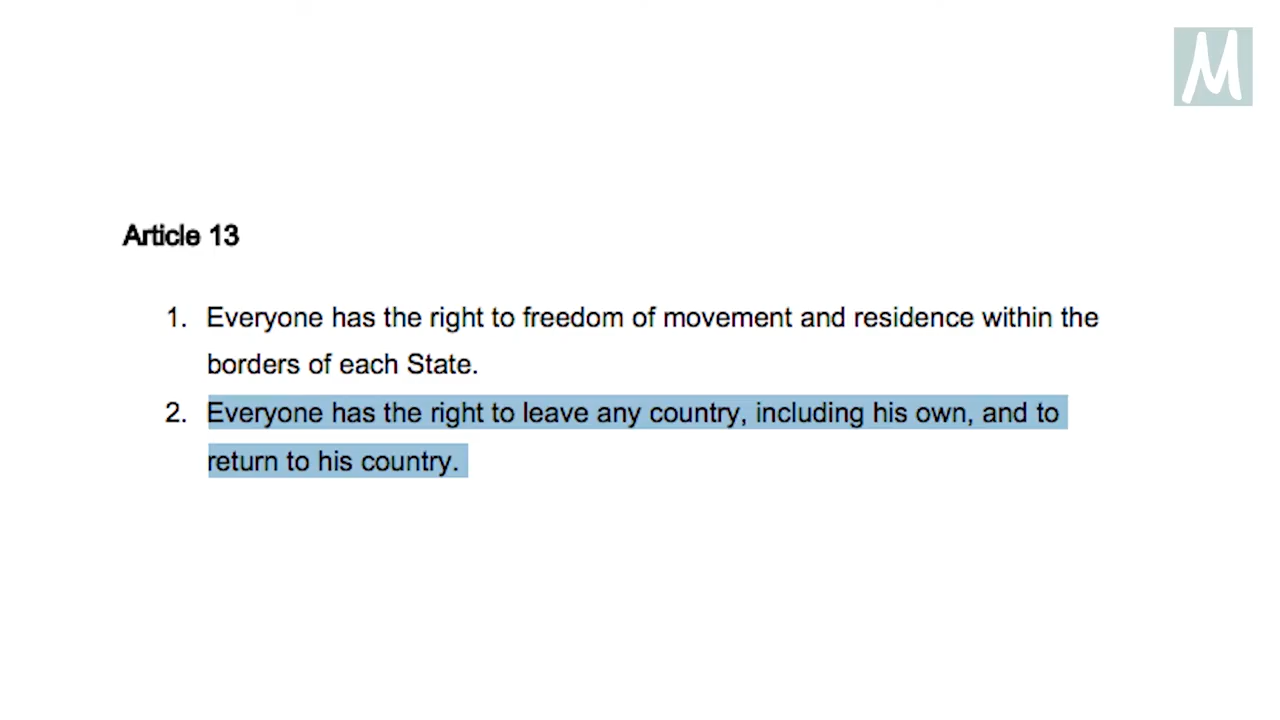 M
Article 13
1. Everyone has the right to freedom of movement and residence within the
borders of each State.
2. Everyone has the right to leave any country, including his own, and to
return to his country.